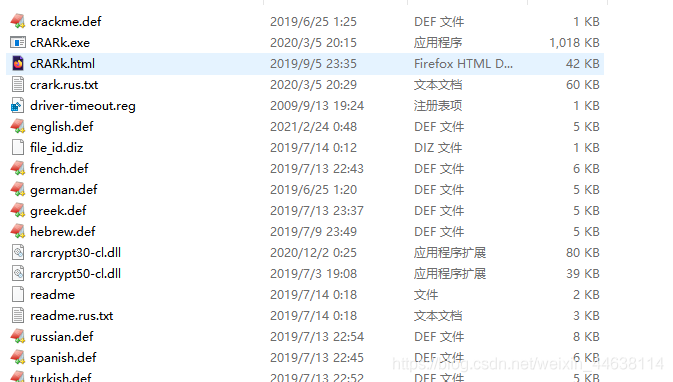 crackme.def 2019/6/25 1:25 DEF 文件 1 KB
cRARk.exe 2020/3/5 20:15 应用程序 1,018 KB
cRARk.html 2019/9/5 23:35 Firefox HTML D... 42 KB
crark.rus.txt 2020/3/5 20:29 文本文档 60 KB
driver-timeout.reg 2009/9/13 19:24 注册表项 1 KB
english.def 2021/2/24 0:48 DEF 文件 5 KB
file_id.diz 2019/7/14 0:12 DIZ 文件 1 KB
french.def 2019/7/13 22:43 DEF 文件 6 KB
german.def 2019/6/25 1:20 DEF 文件 5 KB
greek.def 2019/7/13 23:37 DEF 文件 5 KB
hebrew.def 2019/7/9 23:49 DEF 文件 5 KB
rarcrypt30-cl.dll 2020/12/2 0:25 应用程序扩展 80 KB
rarcrypt50-cl.dll 2019/7/3 19:08 应用程序扩展 39 KB
readme 2019/7/14 0:18 文件 2 KB
readme.rus.txt 2019/7/14 0:18 文本文档 3 KB
russian.def 2019/7/13 22:54 DEF 文件 8 KB
spanish.def 2019/7/13 22:45 DEF 文件 6 KB
https://blog.csdn.net/weixin_44638114
turkish.def 2019/7/13 22:52 DEF 文件 5 KB